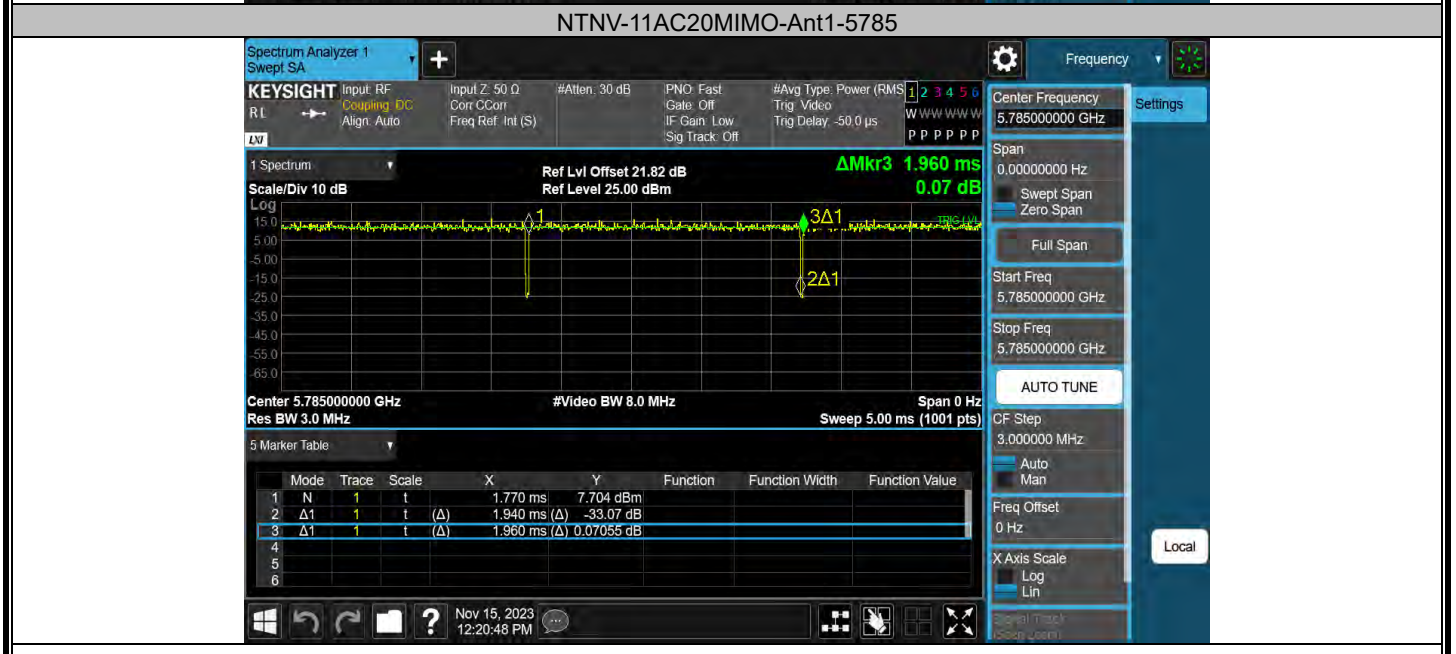 NTNV-11AC20MIMO-Ant1-5785
Spectrum Analyzer 1
Swept SA
+
Frequency
KEYSIGHT
RL
LXI
Input: RF
Coupling: DC
Align: Auto
Input Z: 50 Ω
Corr CCorr
Freq Ref: Int (S)
#Atten: 30 dB
PNO: Fast
Gate: Off
IF Gain: Low
Sig Track: Off
#Avg Type: Power (RMS
Trig: Video
Trig Delay: -50.0 µs
1 2 3 4 5 6
W W W W W W
P P P P P P
1 Spectrum
Scale/Div 10 dB
Ref Lvl Offset 21.82 dB
Ref Level 25.00 dBm
ΔMkr3 1.960 ms
0.07 dB
Log
15.0
5.00
-5.00
-15.0
-25.0
-35.0
-45.0
-55.0
-65.0
1
3Δ1
2Δ1
TRIG LVL
Center 5.785000000 GHz
Res BW 3.0 MHz
#Video BW 8.0 MHz
Span 0 Hz
Sweep 5.00 ms (1001 pts)
5 Marker Table
Mode Trace Scale X Y Function Function Width Function Value
1 N 1 t 1.770 ms 7.704 dBm
2 Δ1 1 t (Δ) 1.940 ms (Δ) -33.07 dB
3 Δ1 1 t (Δ) 1.960 ms (Δ) 0.07055 dB
4
5
6
?
Nov 15, 2023
12:20:48 PM
Center Frequency
5.785000000 GHz
Span
0.00000000 Hz
Swept Span
Zero Span
Full Span
Start Freq
5.785000000 GHz
Stop Freq
5.785000000 GHz
AUTO TUNE
CF Step
3.000000 MHz
Auto
Man
Freq Offset
0 Hz
X Axis Scale
Log
Lin
Signal Track
(Span Zoom)
Settings
Local